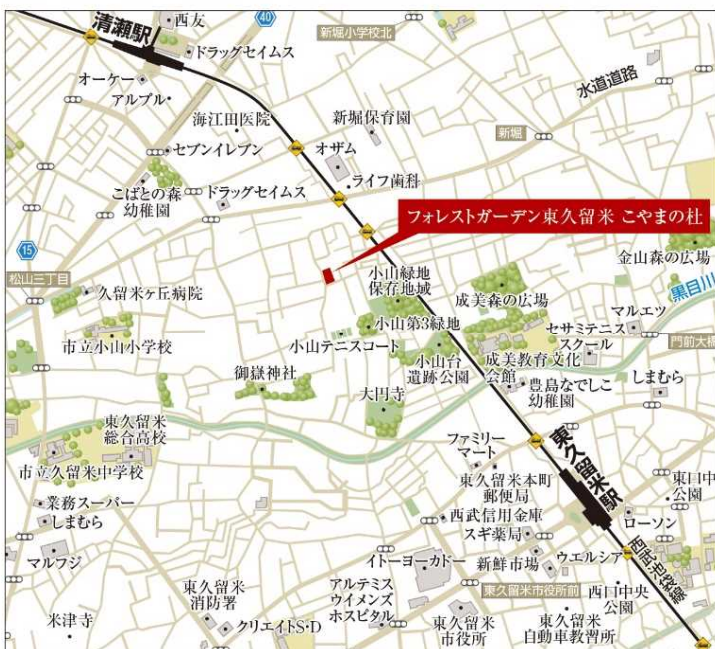 西友
40
新堀小学校北
清瀬駅
ドラッグセイムス
オーケー
アルブル
水道道路
海江田医院
新堀保育園
新堀
セブンイレブン
オザム
ライフ歯科
こばとの森
幼稚園
ドラッグセイムス
フォレストガーデン東久留米 こやまの杜
15
金山森の広場
松山三丁目
小山緑地
保存地域
黒目川
久留米ヶ丘病院
成美森の広場
マルエツ
市立小山小学校
小山第3緑地
セサミテニス
スクール
門前大橋
小山テニスコート
小山台
遺跡公園
成美教育文化
会館
御嶽神社
豊島なでしこ
幼稚園
しまむら
大円寺
東久留米
総合高校
ファミリー
マート
東久留米駅
市立久留米中学校
東久留米本町
郵便局
東口中
公園
業務スーパー
西武信用金庫
しまむら
スギ薬局
ローソン
マルフジ
イトーヨーカドー
新鮮市場
ウエルシア
西武池袋線
東久留米
消防署
アルテミス
ウイメンズ
ホスピタル
東久留米市役所前
西口中央
公園
米津寺
クリエイトS・D
東久留米
市役所
東久留米
自動車教習所